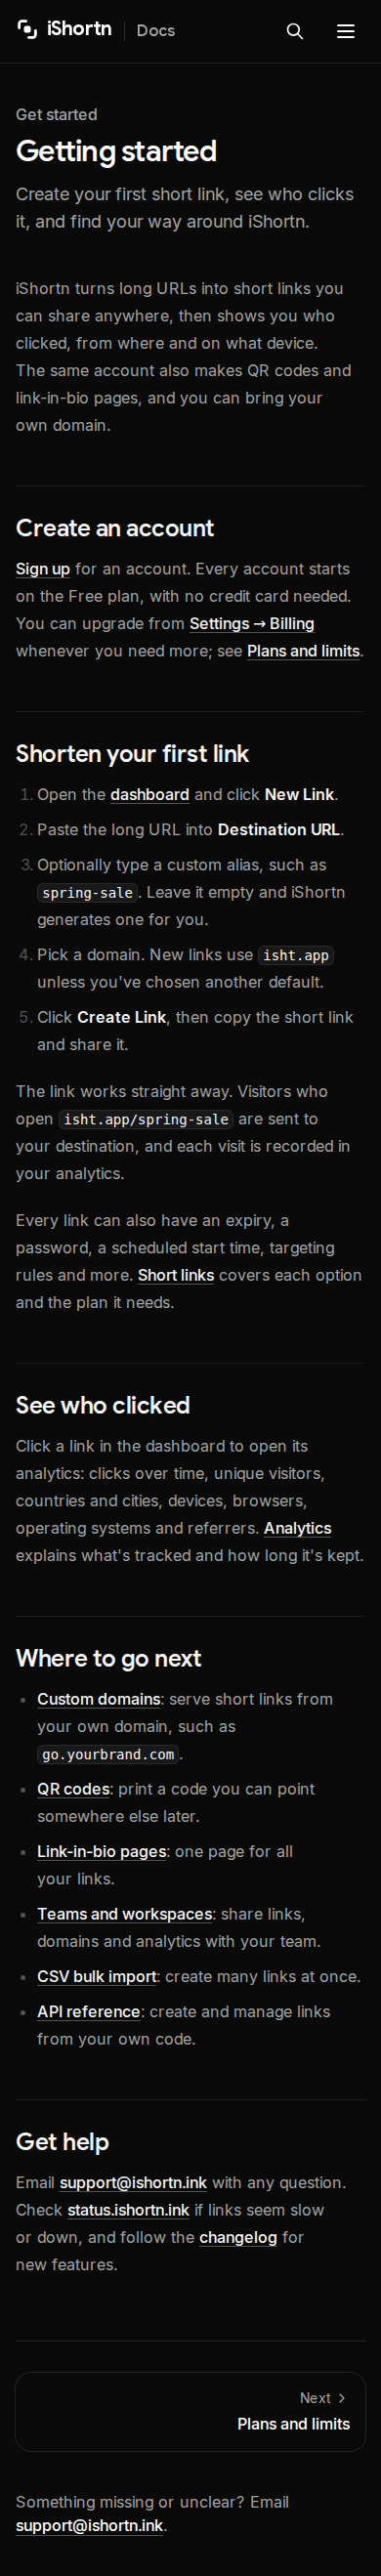 iShortn Docs
Get started
Getting started
Create your first short link, see who clicks
it, and find your way around iShortn.
iShortn turns long URLs into short links you
can share anywhere, then shows you who
clicked, from where and on what device.
The same account also makes QR codes and
link-in-bio pages, and you can bring your
own domain.
Create an account
Sign up for an account. Every account starts
on the Free plan, with no credit card needed.
You can upgrade from Settings → Billing
whenever you need more; see Plans and limits.
Shorten your first link
1. Open the dashboard and click New Link.
2. Paste the long URL into Destination URL.
3. Optionally type a custom alias, such as
spring-sale. Leave it empty and iShortn
generates one for you.
4. Pick a domain. New links use isht.app
unless you've chosen another default.
5. Click Create Link, then copy the short link
and share it.
The link works straight away. Visitors who
open isht.app/spring-sale are sent to
your destination, and each visit is recorded in
your analytics.
Every link can also have an expiry, a
password, a scheduled start time, targeting
rules and more. Short links covers each option
and the plan it needs.
See who clicked
Click a link in the dashboard to open its
analytics: clicks over time, unique visitors,
countries and cities, devices, browsers,
operating systems and referrers. Analytics
explains what's tracked and how long it's kept.
Where to go next
• Custom domains: serve short links from
your own domain, such as
go.yourbrand.com.
• QR codes: print a code you can point
somewhere else later.
• Link-in-bio pages: one page for all
your links.
• Teams and workspaces: share links,
domains and analytics with your team.
• CSV bulk import: create many links at once.
• API reference: create and manage links
from your own code.
Get help
Email support@ishortn.ink with any question.
Check status.ishortn.ink if links seem slow
or down, and follow the changelog for
new features.
Next
Plans and limits
Something missing or unclear? Email
support@ishortn.ink.